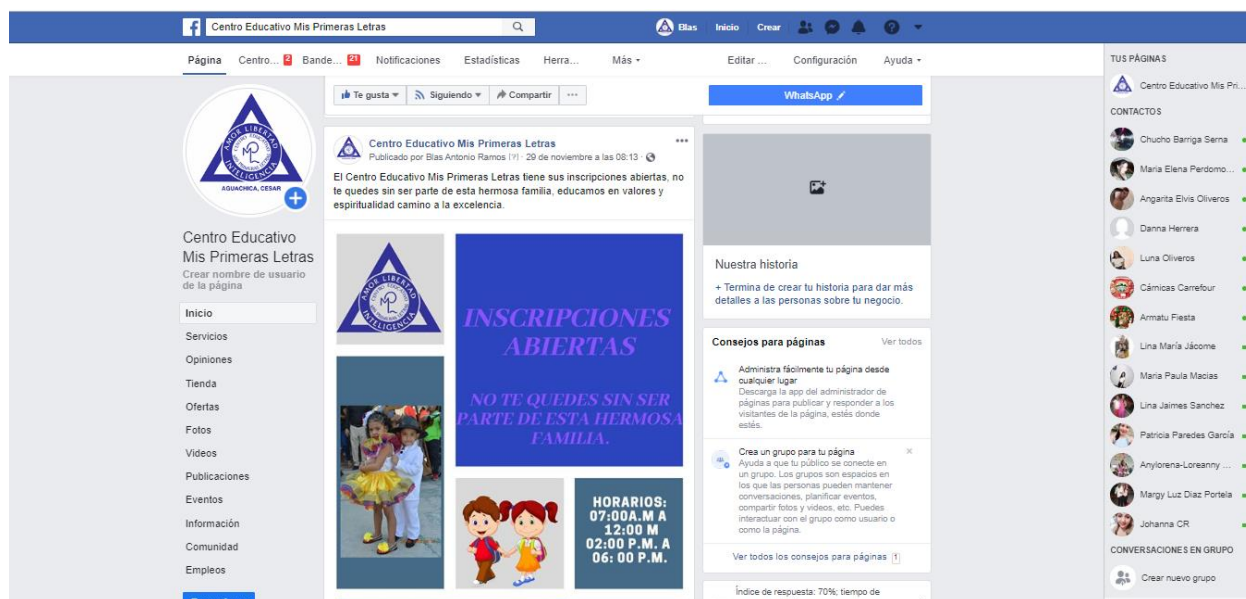 Centro Educativo Mis Primeras Letras
Blas
Inicio
Crear
Página
Centro... 2
Bande... 21
Notificaciones
Estadísticas
Herra...
Más
Editar ...
Configuración
Ayuda
AMOR LIBERTAD
INTELIGENCIA
AGUACHICA, CESAR
Centro Educativo
Mis Primeras Letras
Crear nombre de usuario
de la página
Inicio
Servicios
Opiniones
Tienda
Ofertas
Fotos
Videos
Publicaciones
Eventos
Información
Comunidad
Empleos
Te gusta
Siguiendo
Compartir
Centro Educativo Mis Primeras Letras
Publicado por Blas Antonio Ramos [?] · 29 de noviembre a las 08:13 ·
El Centro Educativo Mis Primeras Letras tiene sus inscripciones abiertas, no
te quedes sin ser parte de esta hermosa familia, educamos en valores y
espiritualidad camino a la excelencia.
AMOR LIBERTAD
INTELIGENCIA
INSCRIPCIONES
ABIERTAS
NO TE QUEDES SIN SER
PARTE DE ESTA HERMOSA
FAMILIA.
HORARIOS:
07:00A.M A
12:00 M
02:00 P.M. A
06: 00 P.M.
WhatsApp
Nuestra historia
+ Termina de crear tu historia para dar más
detalles a las personas sobre tu negocio.
Consejos para páginas
Ver todos
Administra fácilmente tu página desde
cualquier lugar
Descarga la app del administrador de
páginas para publicar y responder a los
visitantes de la página, estés donde
estés.
Crea un grupo para tu página
Ayuda a que tu público se conecte en
un grupo. Los grupos son espacios en
los que las personas pueden mantener
conversaciones, planificar eventos,
compartir fotos y videos, etc. Puedes
interactuar con el grupo como usuario o
como la página.
Ver todos los consejos para páginas 1
Índice de respuesta: 70%; tiempo de
TUS PÁGINAS
Centro Educativo Mis Pri...
CONTACTOS
Chucho Barriga Serna
Maria Elena Perdomo...
Angarita Elvis Oliveros
Danna Herrera
Luna Oliveros
Cárnicas Carrefour
Armatu Fiesta
Lina María Jácome
Maria Paula Macias
Lina Jaimes Sanchez
Patricia Paredes García
Anylorena-Loreanny ...
Margy Luz Diaz Portela
Johanna CR
CONVERSACIONES EN GRUPO
Crear nuevo grupo